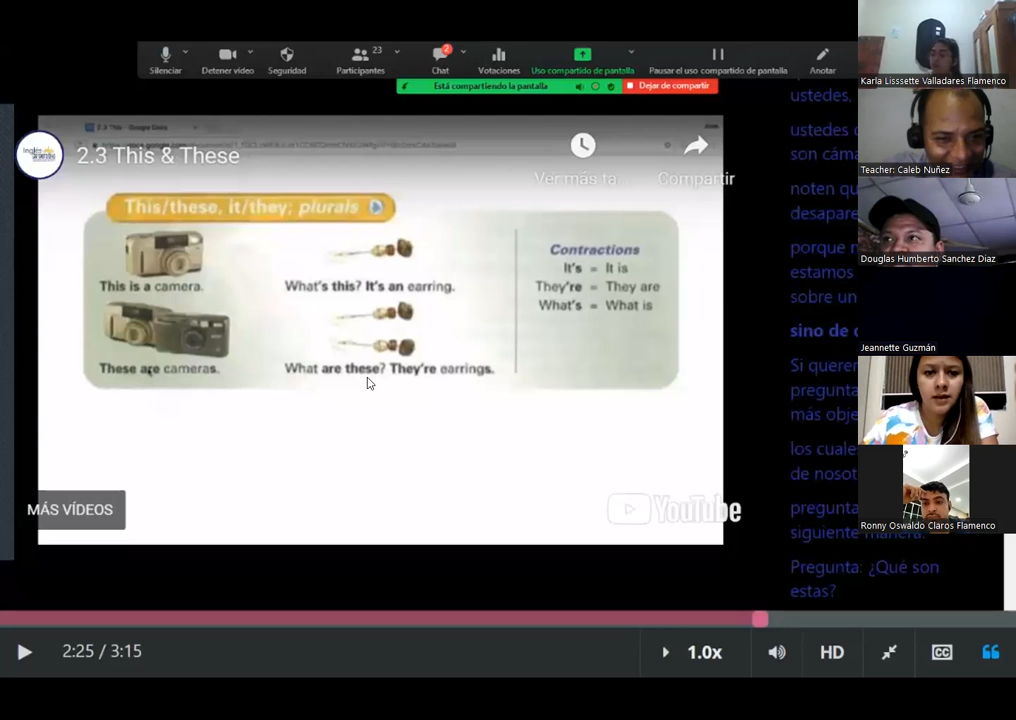 23
2
Silenciar
Detener video
Seguridad
Participantes
Chat
Votaciones
Uso compartido de pantalla
Pausar el uso compartido de pantalla
Anotar
Está compartiendo la pantalla
Dejar de compartir
2.3 This & These
Ver más ta...
Compartir
This/these, it/they; plurals
This is a camera.
What's this? It's an earring.
These are cameras.
What are these? They're earrings.
Contractions
It's = It is
They're = They are
What's = What is
MÁS VÍDEOS
YouTube
ustedes,
ustedes
son cáma
noten qu
desapare
porque n
estamos
sobre un
sino de
Si quere
pregunta
más obje
los cuale
de nosot
pregunta
siguiente manera:
Pregunta: ¿Qué son
estas?
Karla Lisssette Valladares Flamenco
Teacher: Caleb Nuñez
Douglas Humberto Sanchez Diaz
Jeannette Guzmán
Ronny Oswaldo Claros Flamenco
2:25 / 3:15
1.0x
HD
CC